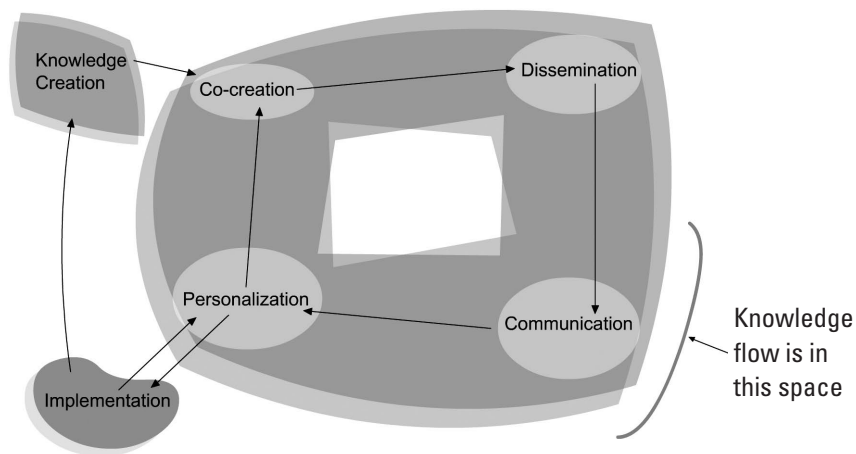 Knowledge
Creation
Co-creation
Dissemination
Personalization
Communication
Implementation
Knowledge
flow is in
this space